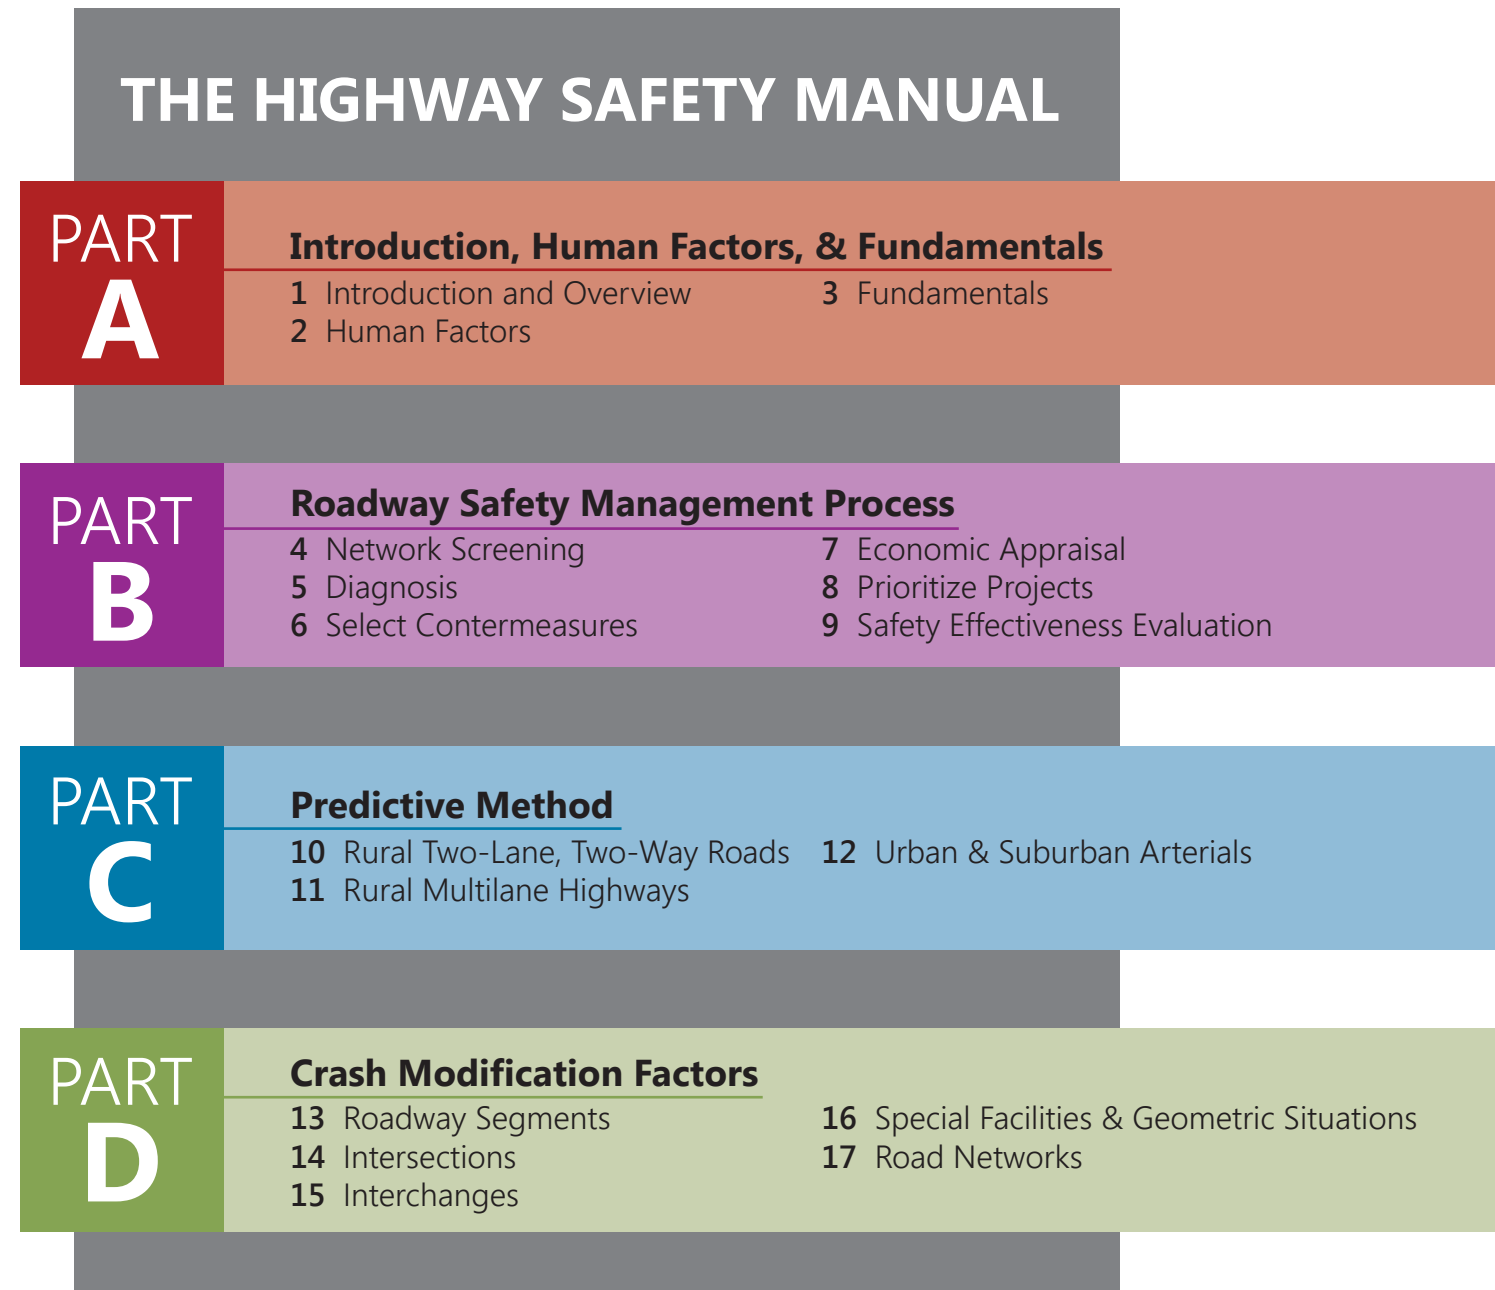 THE HIGHWAY SAFETY MANUAL
PART
A
Introduction, Human Factors, & Fundamentals
1 Introduction and Overview
2 Human Factors
3 Fundamentals
PART
B
Roadway Safety Management Process
4 Network Screening
5 Diagnosis
6 Select Contermeasures
7 Economic Appraisal
8 Prioritize Projects
9 Safety Effectiveness Evaluation
PART
C
Predictive Method
10 Rural Two-Lane, Two-Way Roads
11 Rural Multilane Highways
12 Urban & Suburban Arterials
PART
D
Crash Modification Factors
13 Roadway Segments
14 Intersections
15 Interchanges
16 Special Facilities & Geometric Situations
17 Road Networks